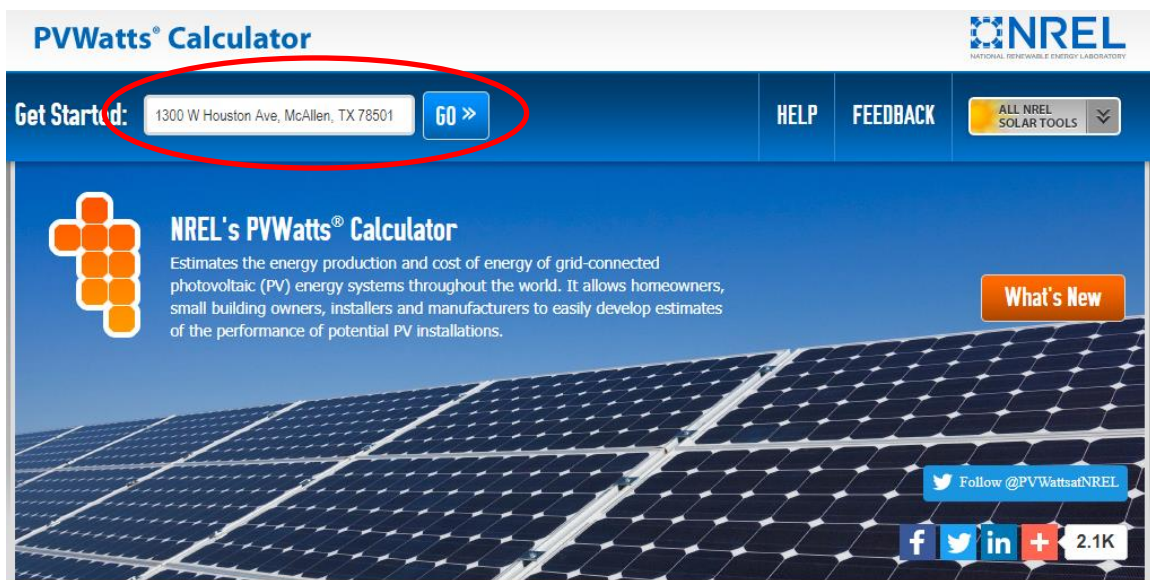 PVWatts® Calculator
NREL
NATIONAL RENEWABLE ENERGY LABORATORY
Get Started:
1300 W Houston Ave, McAllen, TX 78501
GO »
HELP
FEEDBACK
ALL NREL
SOLAR TOOLS
NREL's PVWatts® Calculator
Estimates the energy production and cost of energy of grid-connected
photovoltaic (PV) energy systems throughout the world. It allows homeowners,
small building owners, installers and manufacturers to easily develop estimates
of the performance of potential PV installations.
What's New
Follow @PVWattsatNREL
f
in
+
2.1K